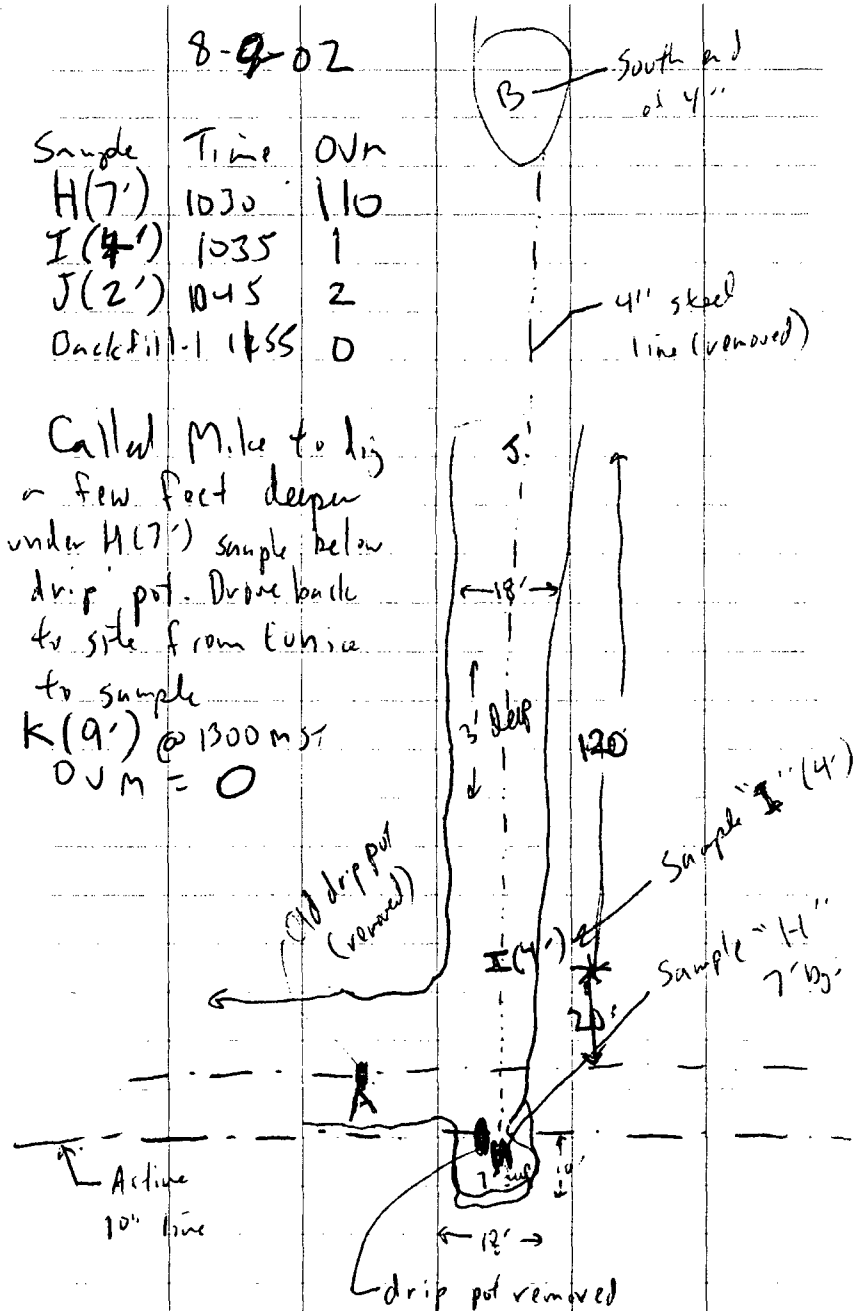 8-9-02
B
South end
of 4"
Sample Time OVM
H(7') 1030 110
I(4') 1035 1
J(2') 1045 2
Backfill-1 1155 0
4" steel
line (removed)
Called Mike to dig
a few feet deeper
under H(7') sample below
drip pot. Drove back
to site from Eunice
to sample
K(9') @ 1300 MST
OVM = 0
J
18'
3' deep
120
Sample "I" (4')
Old drip pot
(removed)
I(4')
Sample "H"
7' bgs
20'
A
Active
10" line
7'
12'
drip pot removed